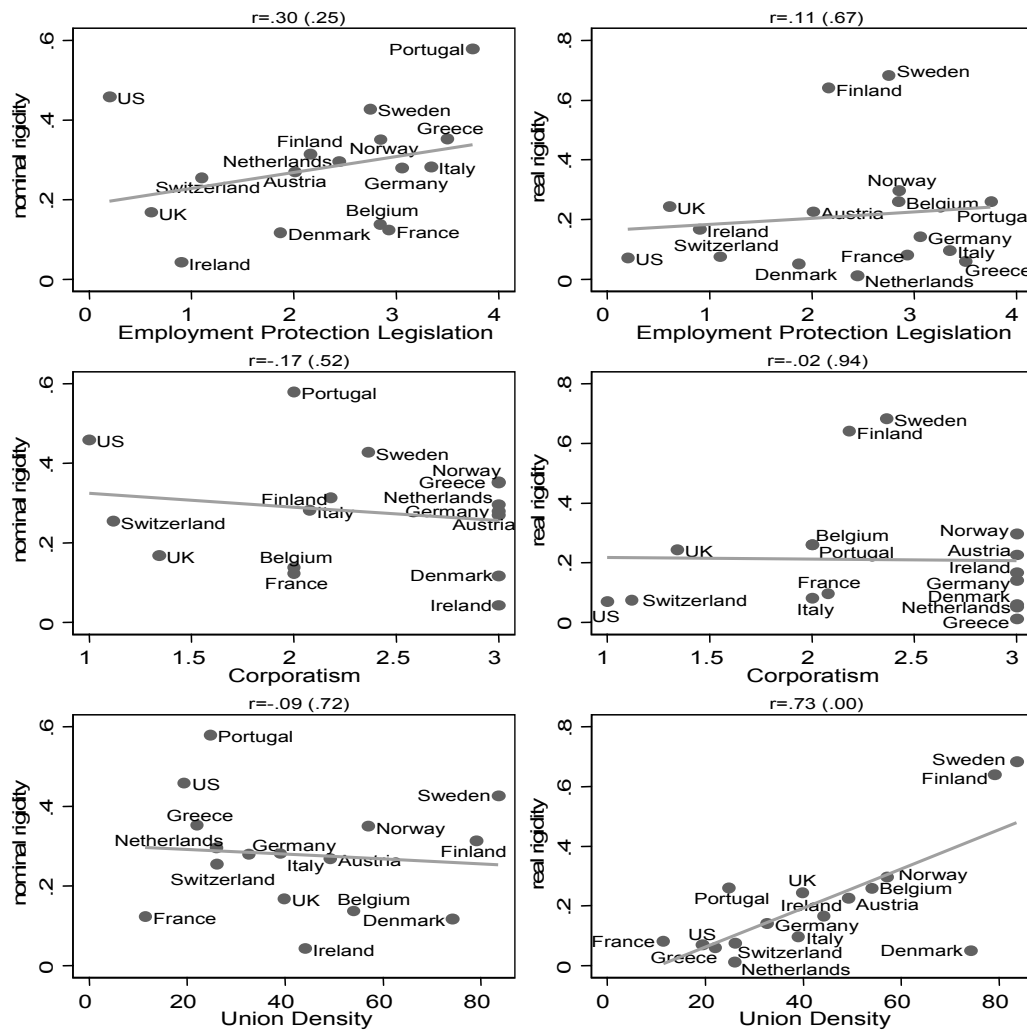 r=.30 (.25)
nominal rigidity
.6
.4
.2
0
Portugal
US
Sweden
Greece
Finland
Norway
Netherlands
Italy
Switzerland
Austria
Germany
UK
Belgium
Denmark
France
Ireland
0
1
2
3
4
Employment Protection Legislation
r=.11 (.67)
real rigidity
.8
.6
.4
.2
0
Sweden
Finland
Norway
UK
Belgium
Austria
Portugal
Ireland
Switzerland
Germany
US
France
Italy
Denmark
Greece
Netherlands
0
1
2
3
4
Employment Protection Legislation
r=-.17 (.52)
nominal rigidity
.6
.4
.2
0
Portugal
US
Sweden
Norway
Greece
Finland
Netherlands
Italy
Germany
Switzerland
Austria
UK
Belgium
France
Denmark
Ireland
1
1.5
2
2.5
3
Corporatism
r=-.02 (.94)
real rigidity
.8
.6
.4
.2
0
Sweden
Finland
Norway
UK
Belgium
Portugal
Austria
Ireland
France
Germany
Switzerland
Denmark
US
Italy
Netherlands
Greece
1
1.5
2
2.5
3
Corporatism
r=-.09 (.72)
nominal rigidity
.6
.4
.2
0
Portugal
US
Sweden
Greece
Norway
Netherlands
Germany
Finland
Italy
Austria
Switzerland
UK
Belgium
France
Denmark
Ireland
0
20
40
60
80
Union Density
r=.73 (.00)
real rigidity
.8
.6
.4
.2
0
Sweden
Finland
UK
Norway
Portugal
Belgium
Ireland
Austria
US
Germany
France
Italy
Greece
Switzerland
Denmark
Netherlands
0
20
40
60
80
Union Density